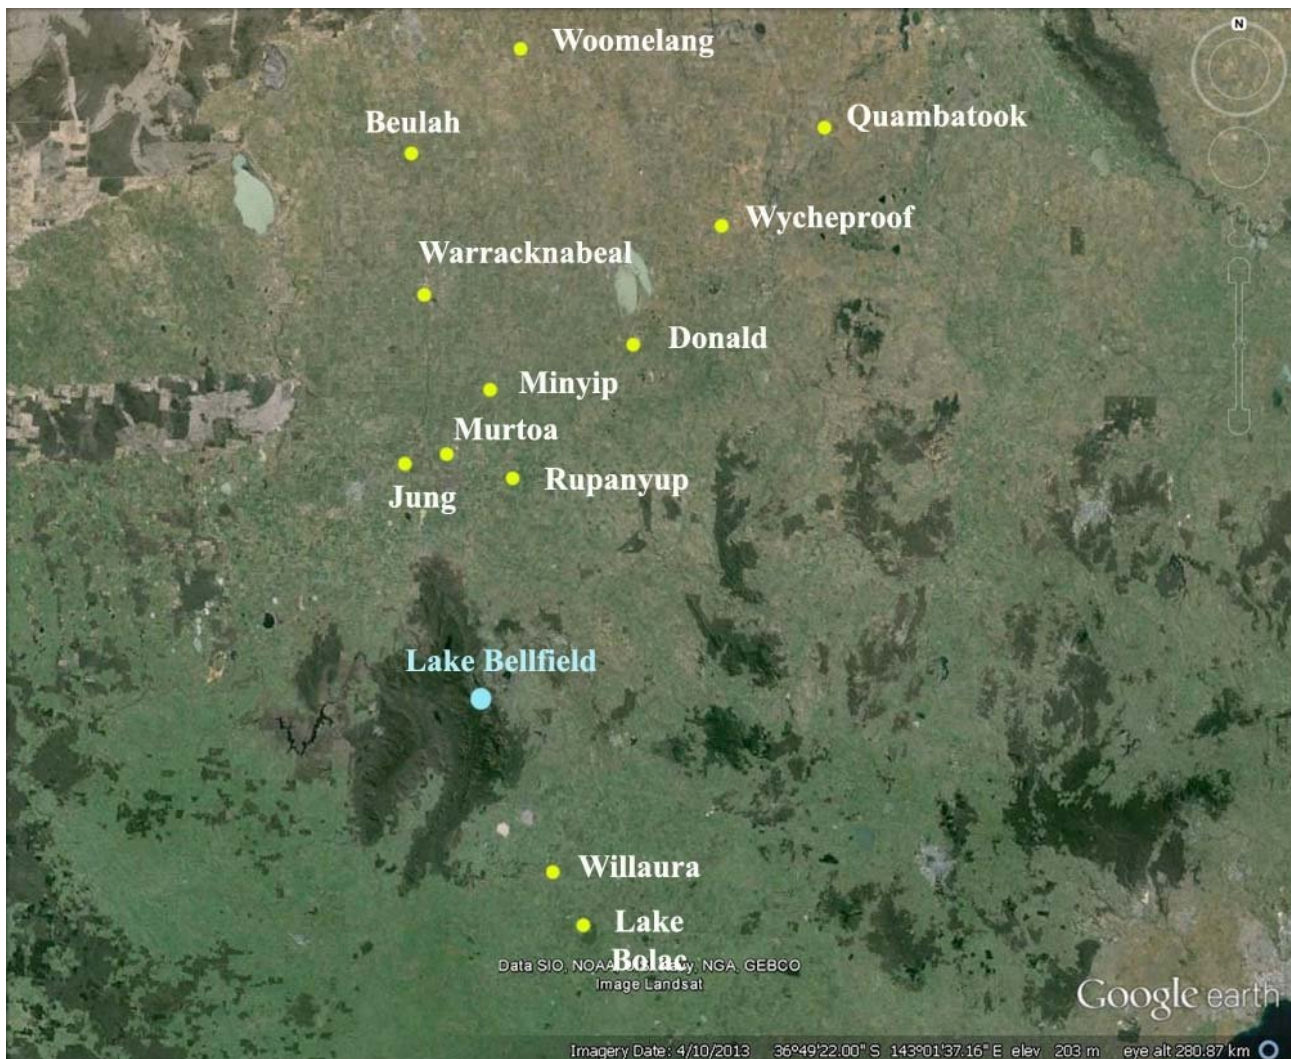 N
Woomelang
Quambatook
Beulah
Wycheproof
Warracknabeal
Donald
Minyip
Murtoa
Rupanyup
Jung
Lake Bellfield
Willaura
Lake
Bolac
Data SIO, NOAA, Navy, NGA, GEBCO
Image Landsat
Google earth
Imagery Date: 4/10/2013 36°49'22.00" S 143°01'37.16" E elev 203 m eye alt 280.87 km